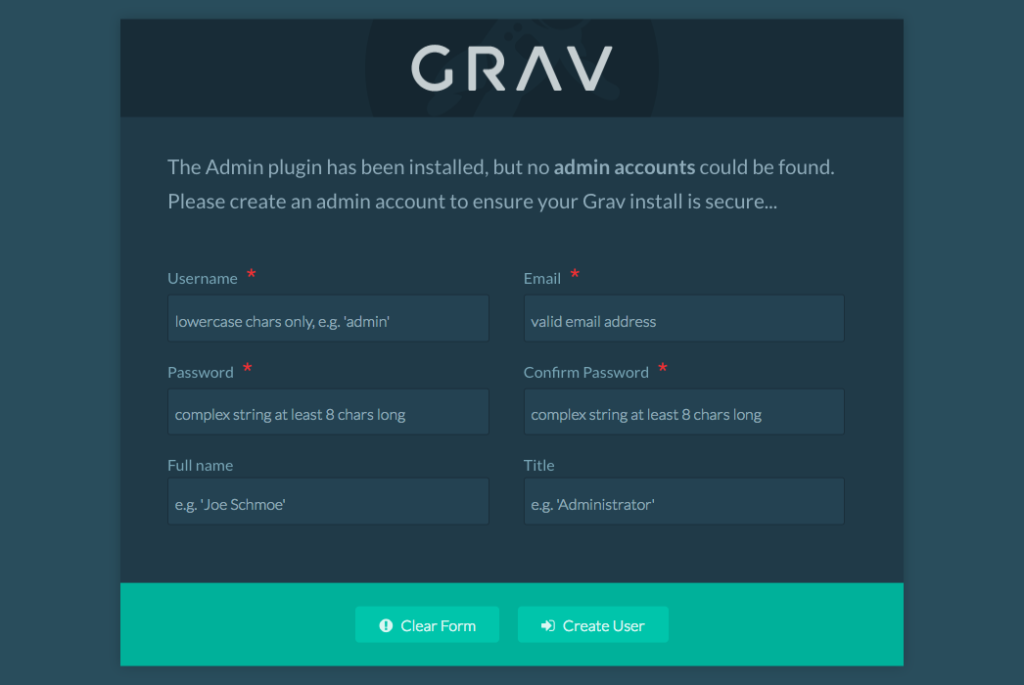 GRAV
The Admin plugin has been installed, but no admin accounts could be found.
Please create an admin account to ensure your Grav install is secure...
Username *
Email *
lowercase chars only, e.g. 'admin'
valid email address
Password *
Confirm Password *
complex string at least 8 chars long
complex string at least 8 chars long
Full name
Title
e.g. 'Joe Schmoe'
e.g. 'Administrator'
Clear Form
Create User